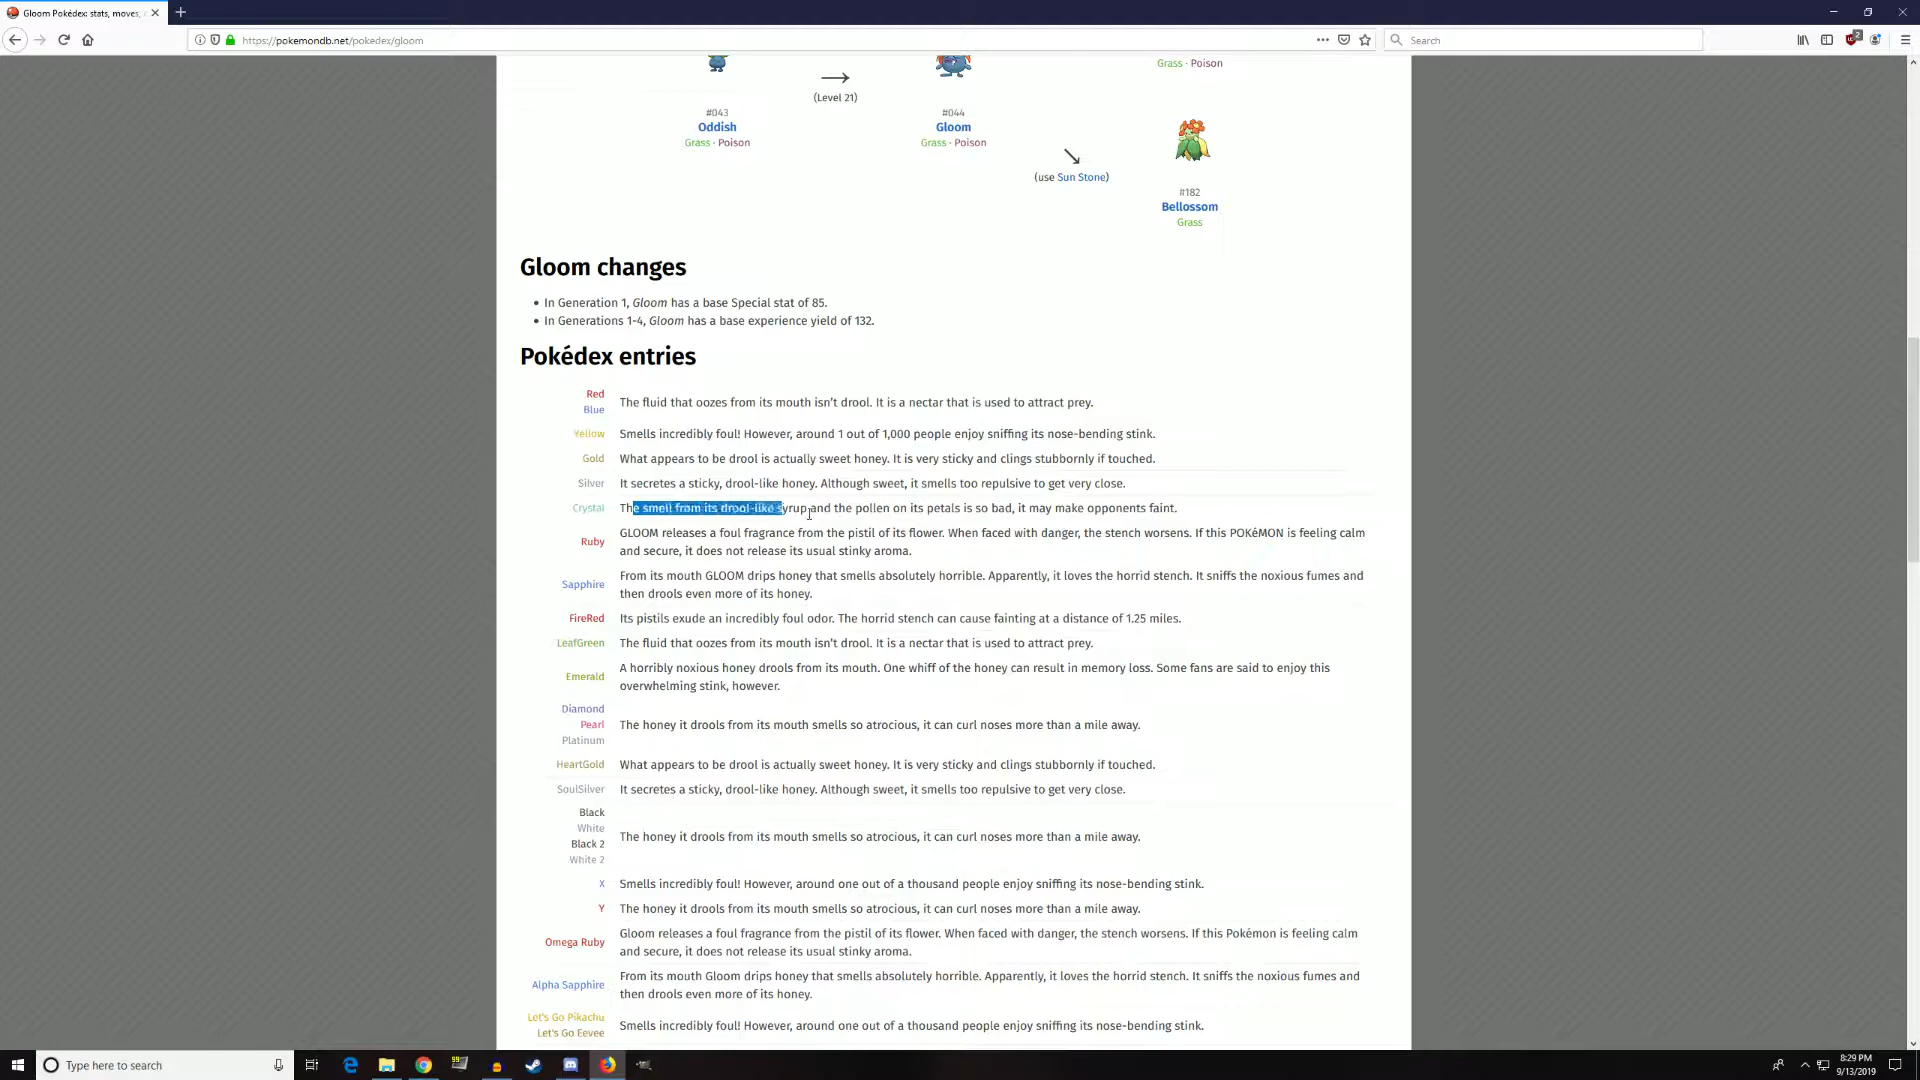 Gloom Pokédex: stats, moves,
https://pokemondb.net/pokedex/gloom
Search
2
Grass · Poison
(Level 21)
#043
Oddish
Grass · Poison
#044
Gloom
Grass · Poison
(use Sun Stone)
#182
Bellossom
Grass
Gloom changes
In Generation 1, Gloom has a base Special stat of 85.
In Generations 1-4, Gloom has a base experience yield of 132.
Pokédex entries
Red
Blue
The fluid that oozes from its mouth isn't drool. It is a nectar that is used to attract prey.
Yellow
Smells incredibly foul! However, around 1 out of 1,000 people enjoy sniffing its nose-bending stink.
Gold
What appears to be drool is actually sweet honey. It is very sticky and clings stubbornly if touched.
Silver
It secretes a sticky, drool-like honey. Although sweet, it smells too repulsive to get very close.
Crystal
The smell from its drool-like syrup and the pollen on its petals is so bad, it may make opponents faint.
Ruby
GLOOM releases a foul fragrance from the pistil of its flower. When faced with danger, the stench worsens. If this POKéMON is feeling calm
and secure, it does not release its usual stinky aroma.
Sapphire
From its mouth GLOOM drips honey that smells absolutely horrible. Apparently, it loves the horrid stench. It sniffs the noxious fumes and
then drools even more of its honey.
FireRed
Its pistils exude an incredibly foul odor. The horrid stench can cause fainting at a distance of 1.25 miles.
LeafGreen
The fluid that oozes from its mouth isn't drool. It is a nectar that is used to attract prey.
Emerald
A horribly noxious honey drools from its mouth. One whiff of the honey can result in memory loss. Some fans are said to enjoy this
overwhelming stink, however.
Diamond
Pearl
Platinum
The honey it drools from its mouth smells so atrocious, it can curl noses more than a mile away.
HeartGold
What appears to be drool is actually sweet honey. It is very sticky and clings stubbornly if touched.
SoulSilver
It secretes a sticky, drool-like honey. Although sweet, it smells too repulsive to get very close.
Black
White
Black 2
White 2
The honey it drools from its mouth smells so atrocious, it can curl noses more than a mile away.
X
Smells incredibly foul! However, around one out of a thousand people enjoy sniffing its nose-bending stink.
Y
The honey it drools from its mouth smells so atrocious, it can curl noses more than a mile away.
Omega Ruby
Gloom releases a foul fragrance from the pistil of its flower. When faced with danger, the stench worsens. If this Pokémon is feeling calm
and secure, it does not release its usual stinky aroma.
Alpha Sapphire
From its mouth Gloom drips honey that smells absolutely horrible. Apparently, it loves the horrid stench. It sniffs the noxious fumes and
then drools even more of its honey.
Let's Go Pikachu
Let's Go Eevee
Smells incredibly foul! However, around one out of a thousand people enjoy sniffing its nose-bending stink.
Type here to search
8:29 PM
9/13/2019